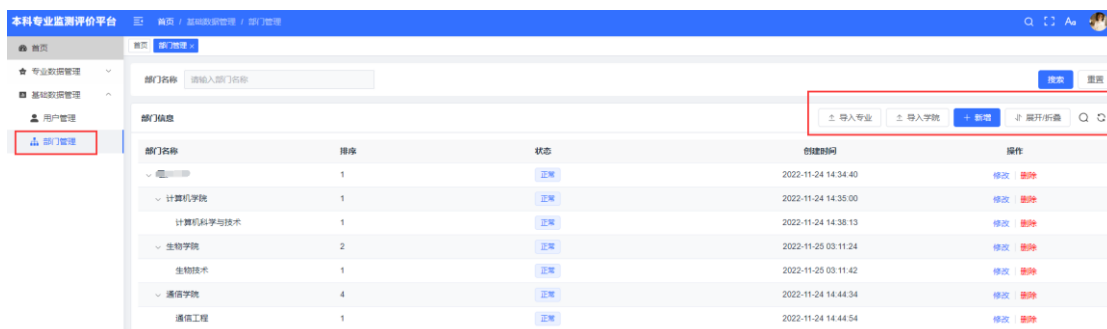 本科专业监测评价平台 首页 / 基础数据管理 / 部门管理
首页
专业数据管理
基础数据管理
用户管理
部门管理
首页 部门管理 ×
部门名称 请输入部门名称 搜索 重置
部门信息 导入专业 导入学院 + 新增 展开/折叠
部门名称 排序 状态 创建时间 操作
1 正常 2022-11-24 14:34:40 修改 删除
计算机学院 1 正常 2022-11-24 14:35:00 修改 删除
计算机科学与技术 1 正常 2022-11-24 14:38:13 修改 删除
生物学院 2 正常 2022-11-25 03:11:24 修改 删除
生物技术 1 正常 2022-11-25 03:11:42 修改 删除
通信学院 4 正常 2022-11-24 14:44:34 修改 删除
通信工程 1 正常 2022-11-24 14:44:54 修改 删除